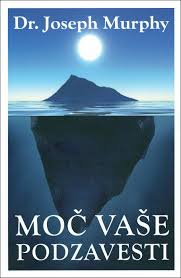 Dr. Joseph Murphy
MOČ VAŠE
PODZAVESTI